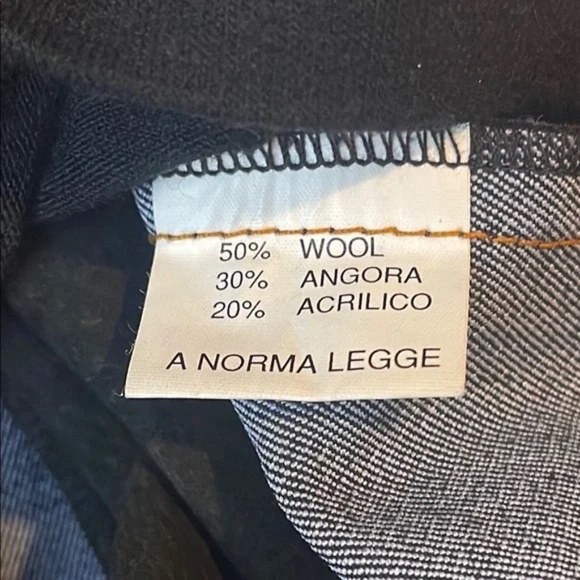 50% WOOL
30% ANGORA
20% ACRILICO
A NORMA LEGGE